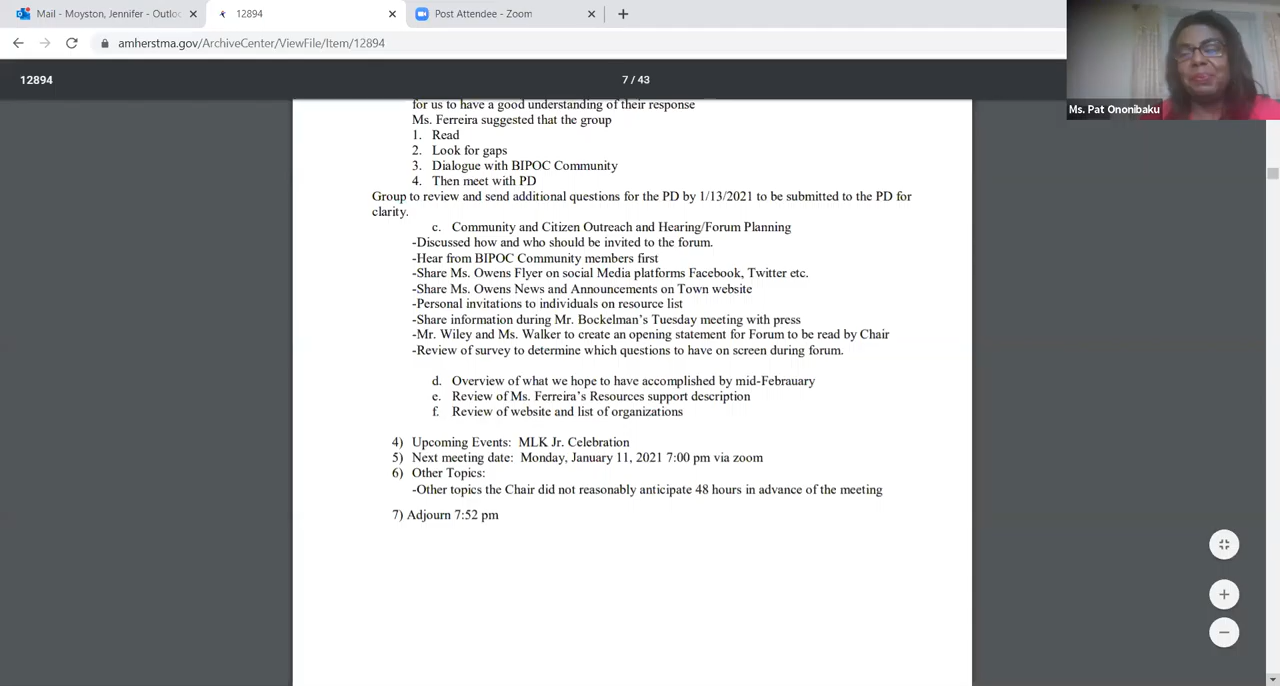 Mail - Moyston, Jennifer - Outloo
12894
Post Attendee - Zoom
amherstma.gov/ArchiveCenter/ViewFile/Item/12894
12894
7 / 43
Ms. Pat Ononibaku
for us to have a good understanding of their response
Ms. Ferreira suggested that the group
1. Read
2. Look for gaps
3. Dialogue with BIPOC Community
4. Then meet with PD
Group to review and send additional questions for the PD by 1/13/2021 to be submitted to the PD for
clarity.
c. Community and Citizen Outreach and Hearing/Forum Planning
-Discussed how and who should be invited to the forum.
-Hear from BIPOC Community members first
-Share Ms. Owens Flyer on social Media platforms Facebook, Twitter etc.
-Share Ms. Owens News and Announcements on Town website
-Personal invitations to individuals on resource list
-Share information during Mr. Bockelman's Tuesday meeting with press
-Mr. Wiley and Ms. Walker to create an opening statement for Forum to be read by Chair
-Review of survey to determine which questions to have on screen during forum.
d. Overview of what we hope to have accomplished by mid-Febrauary
e. Review of Ms. Ferreira's Resources support description
f. Review of website and list of organizations
4) Upcoming Events: MLK Jr. Celebration
5) Next meeting date: Monday, January 11, 2021 7:00 pm via zoom
6) Other Topics:
-Other topics the Chair did not reasonably anticipate 48 hours in advance of the meeting
7) Adjourn 7:52 pm